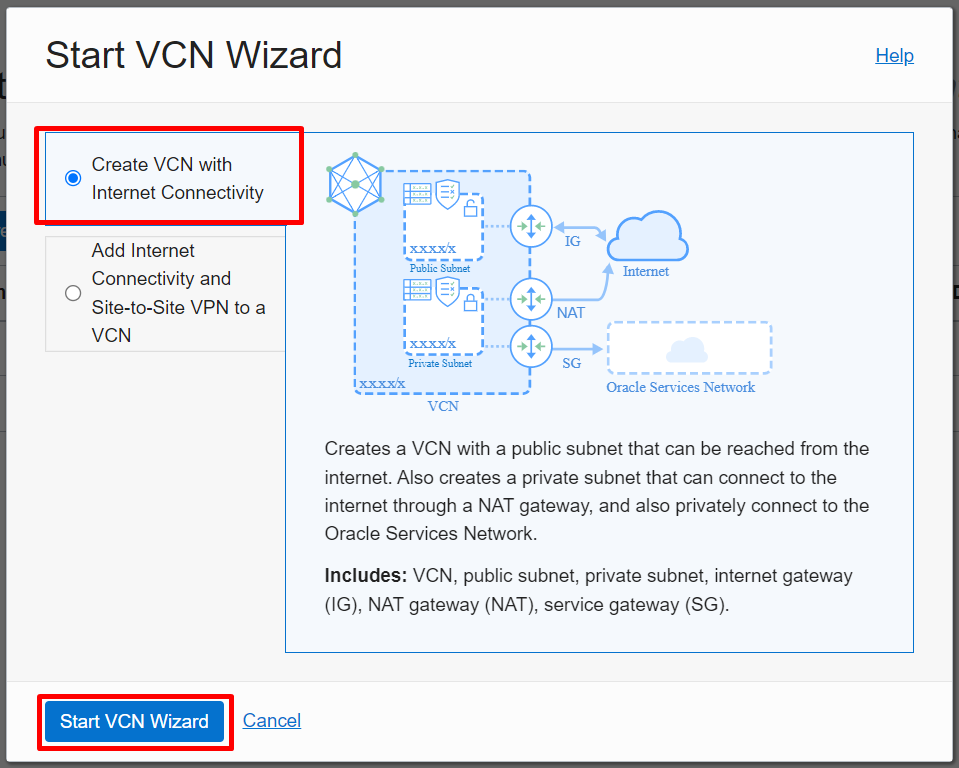 Start VCN Wizard
Help
Create VCN with
Internet Connectivity
Add Internet
Connectivity and
Site-to-Site VPN to a
VCN
xxxx/x
Public Subnet
IG
Internet
NAT
xxxx/x
Private Subnet
SG
xxxx/x
Oracle Services Network
VCN
Creates a VCN with a public subnet that can be reached from the
internet. Also creates a private subnet that can connect to the
internet through a NAT gateway, and also privately connect to the
Oracle Services Network.
Includes: VCN, public subnet, private subnet, internet gateway
(IG), NAT gateway (NAT), service gateway (SG).
Start VCN Wizard
Cancel